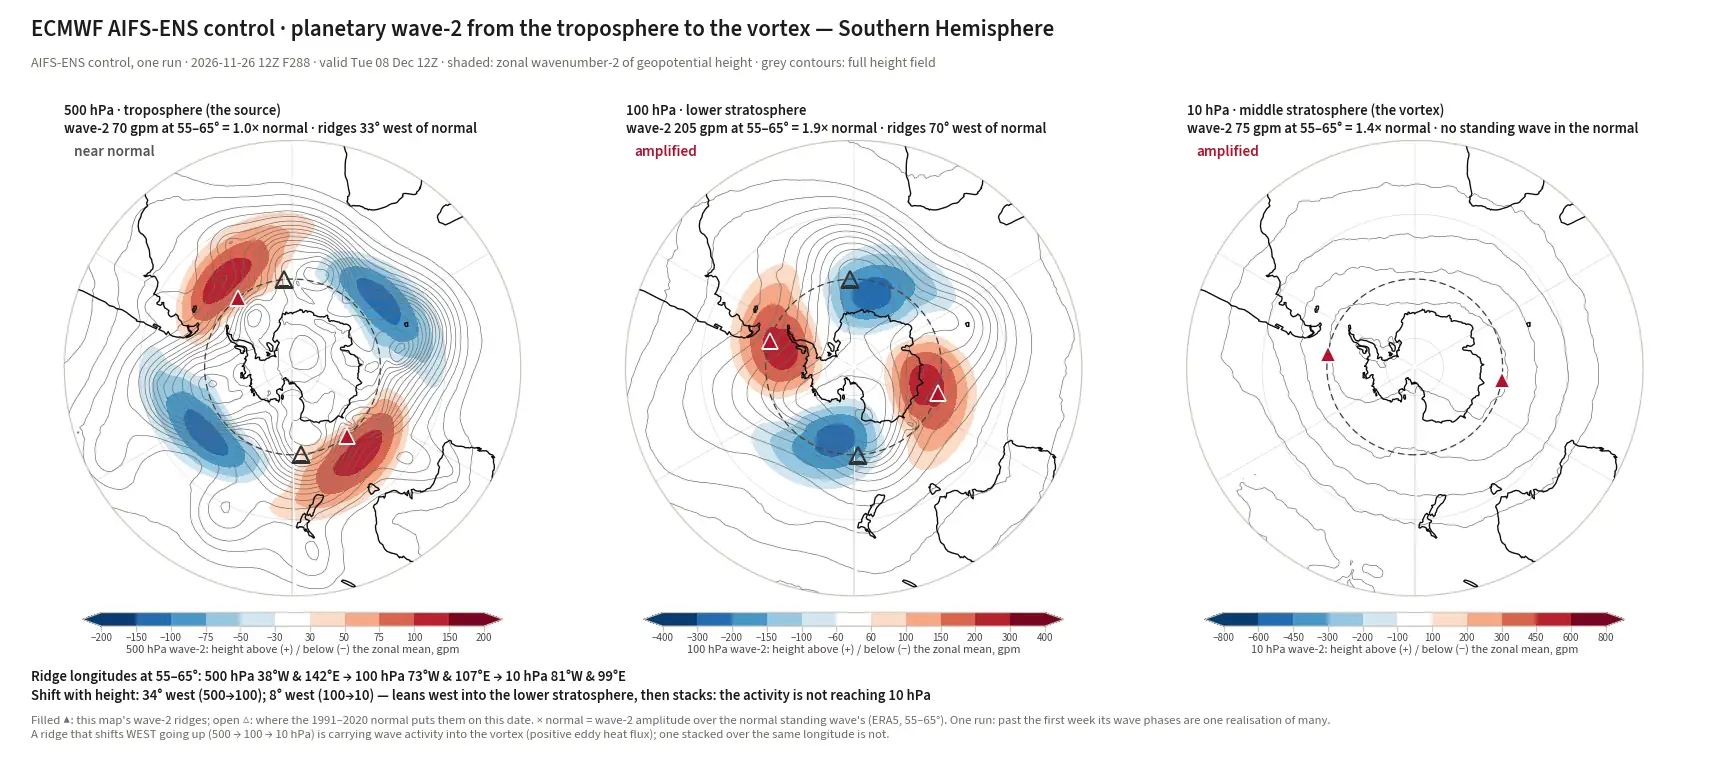 ECMWF AIFS-ENS control · planetary wave-2 from the troposphere to the vortex — Southern Hemisphere
AIFS-ENS control, one run · 2026-11-26 12Z F288 · valid Tue 08 Dec 12Z · shaded: zonal wavenumber-2 of geopotential height · grey contours: full height field
500 hPa · troposphere (the source)
wave-2 70 gpm at 55–65° = 1.0× normal · ridges 33° west of normal
near normal
100 hPa · lower stratosphere
wave-2 205 gpm at 55–65° = 1.9× normal · ridges 70° west of normal
amplified
10 hPa · middle stratosphere (the vortex)
wave-2 75 gpm at 55–65° = 1.4× normal · no standing wave in the normal
amplified
−200 −150 −100 −75 −50 −30 30 50 75 100 150 200
500 hPa wave-2: height above (+) / below (−) the zonal mean, gpm
−400 −300 −200 −150 −100 −60 60 100 150 200 300 400
100 hPa wave-2: height above (+) / below (−) the zonal mean, gpm
−800 −600 −450 −300 −200 −100 100 200 300 450 600 800
10 hPa wave-2: height above (+) / below (−) the zonal mean, gpm
Ridge longitudes at 55–65°: 500 hPa 38°W & 142°E → 100 hPa 73°W & 107°E → 10 hPa 81°W & 99°E
Shift with height: 34° west (500→100); 8° west (100→10) — leans west into the lower stratosphere, then stacks: the activity is not reaching 10 hPa
Filled ▲: this map's wave-2 ridges; open △: where the 1991–2020 normal puts them on this date. × normal = wave-2 amplitude over the normal standing wave's (ERA5, 55–65°). One run: past the first week its wave phases are one realisation of many.
A ridge that shifts WEST going up (500 → 100 → 10 hPa) is carrying wave activity into the vortex (positive eddy heat flux); one stacked over the same longitude is not.